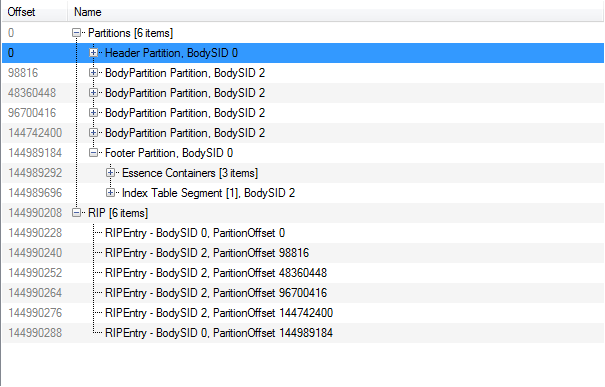 Offset Name
0 Partitions [6 items]
0 Header Partition, BodySID 0
98816 BodyPartition Partition, BodySID 2
48360448 BodyPartition Partition, BodySID 2
96700416 BodyPartition Partition, BodySID 2
144742400 BodyPartition Partition, BodySID 2
144989184 Footer Partition, BodySID 0
144989292 Essence Containers [3 items]
144989696 Index Table Segment [1], BodySID 2
144990208 RIP [6 items]
144990228 RIPEntry - BodySID 0, ParitionOffset 0
144990240 RIPEntry - BodySID 2, ParitionOffset 98816
144990252 RIPEntry - BodySID 2, ParitionOffset 48360448
144990264 RIPEntry - BodySID 2, ParitionOffset 96700416
144990276 RIPEntry - BodySID 2, ParitionOffset 144742400
144990288 RIPEntry - BodySID 0, ParitionOffset 144989184